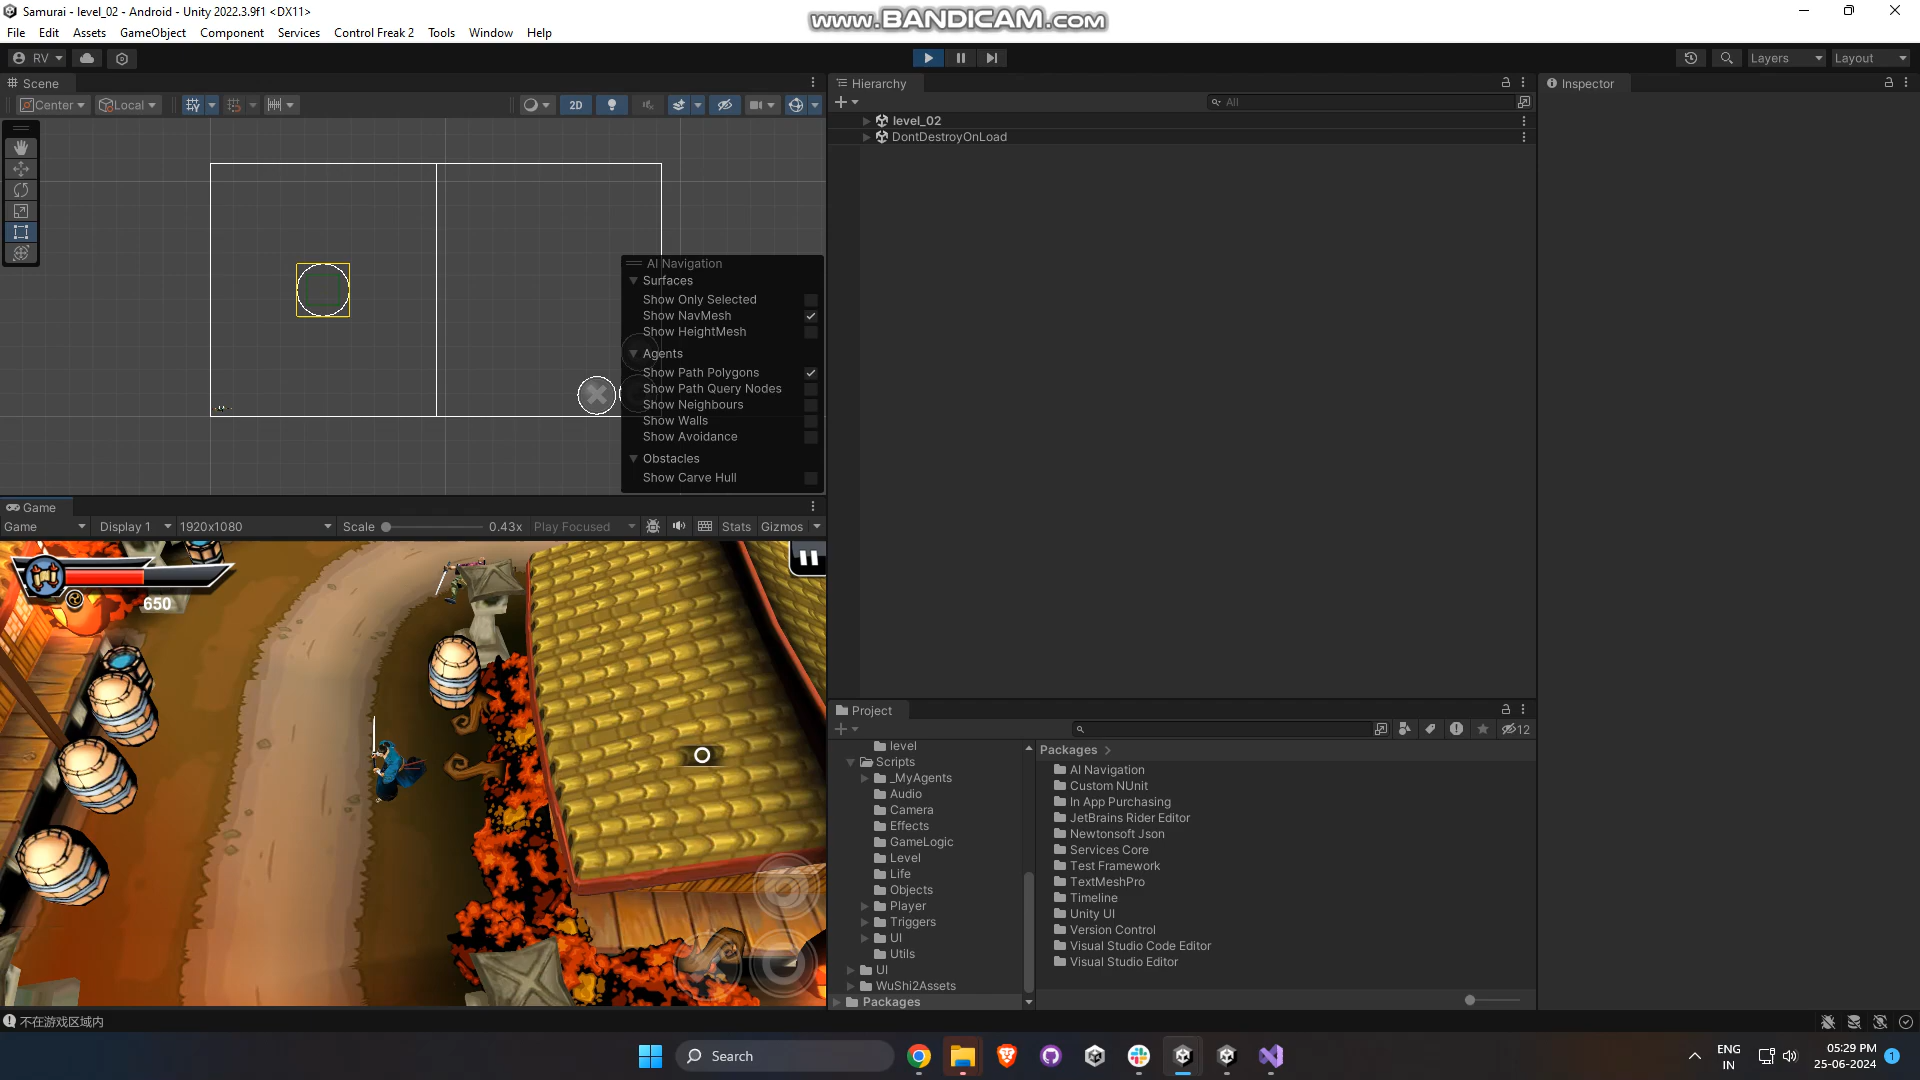 Samurai - level_02 - Android - Unity 2022.3.9f1 <DX11>
www.BANDICAM.com
File Edit Assets GameObject Component Services Control Freak 2 Tools Window Help
RV
Layers
Layout
Scene
Center
Local
2D
AI Navigation
Surfaces
Show Only Selected
Show NavMesh
Show HeightMesh
Agents
Show Path Polygons
Show Path Query Nodes
Show Neighbours
Show Walls
Show Avoidance
Obstacles
Show Carve Hull
Hierarchy
All
level_02
DontDestroyOnLoad
Inspector
Game
Game
Display 1
1920x1080
Scale
0.43x
Play Focused
Stats
Gizmos
650
Project
12
level
Scripts
_MyAgents
Audio
Camera
Effects
GameLogic
Level
Life
Objects
Player
Triggers
UI
Utils
UI
WuShi2Assets
Packages
Packages
AI Navigation
Custom NUnit
In App Purchasing
JetBrains Rider Editor
Newtonsoft Json
Services Core
Test Framework
TextMeshPro
Timeline
Unity UI
Version Control
Visual Studio Code Editor
Visual Studio Editor
不在游戏区域内
Search
ENG
IN
05:29 PM
25-06-2024
1